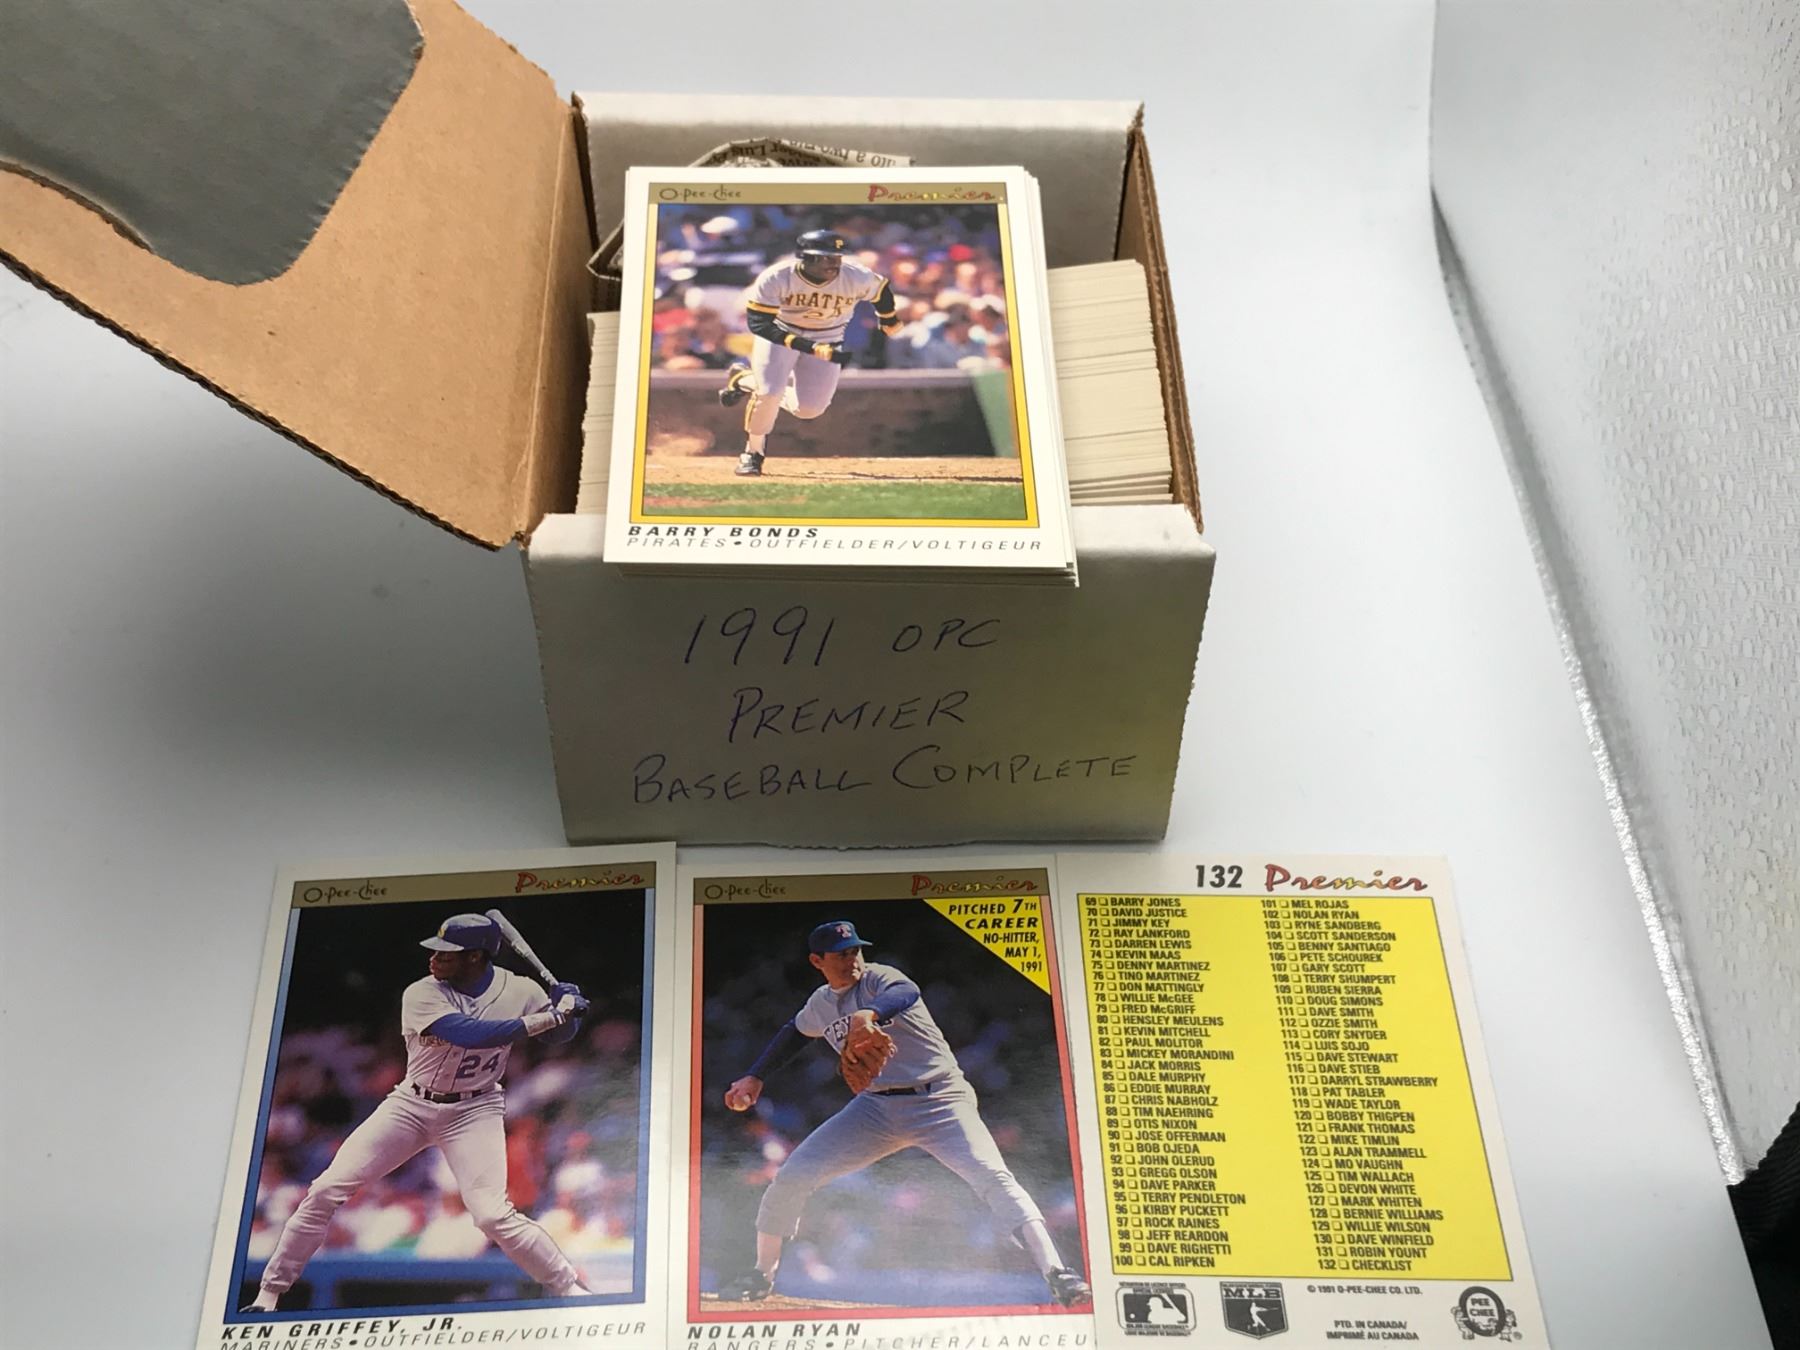 O-Pee-Chee Premier
PIRATES
24
BARRY BONDS
PIRATES • OUTFIELDER/VOLTIGEUR
1991 OPC
PREMIER
BASEBALL COMPLETE
O-Pee-Chee Premier
24
KEN GRIFFEY, JR.
MARINERS • OUTFIELDER/VOLTIGEUR
O-Pee-Chee Premier
PITCHED 7TH
CAREER
NO-HITTER,
MAY 1,
1991
NOLAN RYAN
RANGERS • PITCHER/LANCEU
132 Premier
69 BARRY JONES
70 DAVID JUSTICE
71 JIMMY KEY
72 RAY LANKFORD
73 DARREN LEWIS
74 KEVIN MAAS
75 DENNY MARTINEZ
76 TINO MARTINEZ
77 DON MATTINGLY
78 WILLIE McGEE
79 FRED McGRIFF
80 HENSLEY MEULENS
81 KEVIN MITCHELL
82 PAUL MOLITOR
83 MICKEY MORANDINI
84 JACK MORRIS
85 DALE MURPHY
86 EDDIE MURRAY
87 CHRIS NABHOLZ
88 TIM NAEHRING
89 OTIS NIXON
90 JOSE OFFERMAN
91 BOB OJEDA
92 JOHN OLERUD
93 GREGG OLSON
94 DAVE PARKER
95 TERRY PENDLETON
96 KIRBY PUCKETT
97 ROCK RAINES
98 JEFF REARDON
99 DAVE RIGHETTI
100 CAL RIPKEN
101 MEL ROJAS
102 NOLAN RYAN
103 RYNE SANDBERG
104 SCOTT SANDERSON
105 BENNY SANTIAGO
106 PETE SCHOUREK
107 GARY SCOTT
108 TERRY SHUMPERT
109 RUBEN SIERRA
110 DOUG SIMONS
111 DAVE SMITH
112 OZZIE SMITH
113 CORY SNYDER
114 LUIS SOJO
115 DAVE STEWART
116 DAVE STIEB
117 DARRYL STRAWBERRY
118 PAT TABLER
119 WADE TAYLOR
120 BOBBY THIGPEN
121 FRANK THOMAS
122 MIKE TIMLIN
123 ALAN TRAMMELL
124 MO VAUGHN
125 TIM WALLACH
126 DEVON WHITE
127 MARK WHITEN
128 BERNIE WILLIAMS
129 WILLIE WILSON
130 DAVE WINFIELD
131 ROBIN YOUNT
132 CHECKLIST
MLB
© 1991 O-PEE-CHEE CO. LTD.
PTD. IN CANADA/
IMPRIMÉ AU CANADA
PEE
CHEE